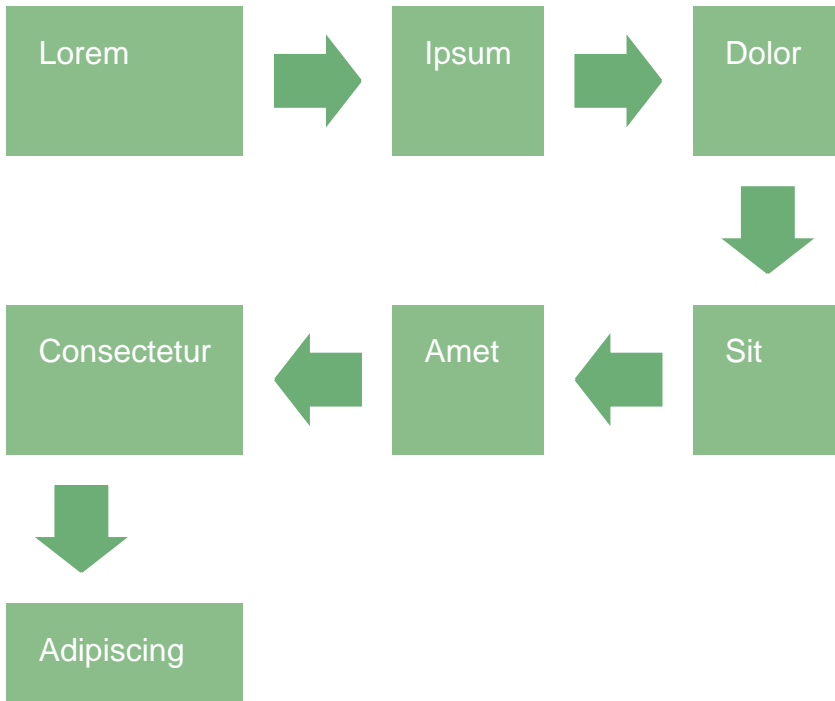 Lorem
Ipsum
Dolor
Sit
Amet
Consectetur
Adipiscing